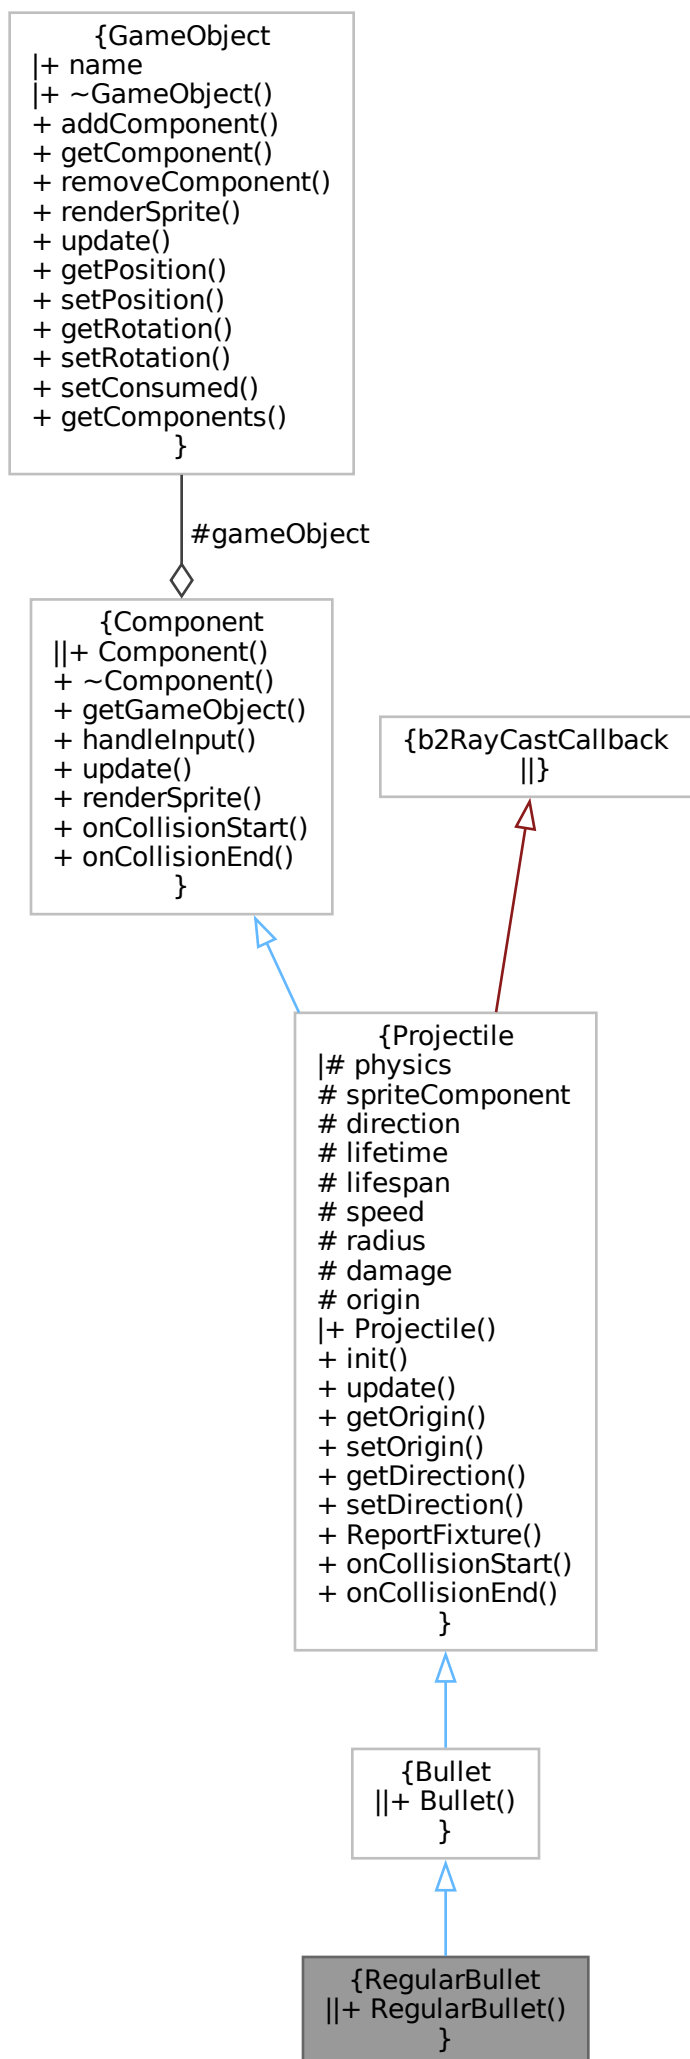 {GameObject
|+ name
|+ ~GameObject()
+ addComponent()
+ getComponent()
+ removeComponent()
+ renderSprite()
+ update()
+ getPosition()
+ setPosition()
+ getRotation()
+ setRotation()
+ setConsumed()
+ getComponents()
}
#gameObject
{Component
||+ Component()
+ ~Component()
+ getGameObject()
+ handleInput()
+ update()
+ renderSprite()
+ onCollisionStart()
+ onCollisionEnd()
}
{b2RayCastCallback
||}
{Projectile
|# physics
# spriteComponent
# direction
# lifetime
# lifespan
# speed
# radius
# damage
# origin
|+ Projectile()
+ init()
+ update()
+ getOrigin()
+ setOrigin()
+ getDirection()
+ setDirection()
+ ReportFixture()
+ onCollisionStart()
+ onCollisionEnd()
}
{Bullet
||+ Bullet()
}
{RegularBullet
||+ RegularBullet()
}